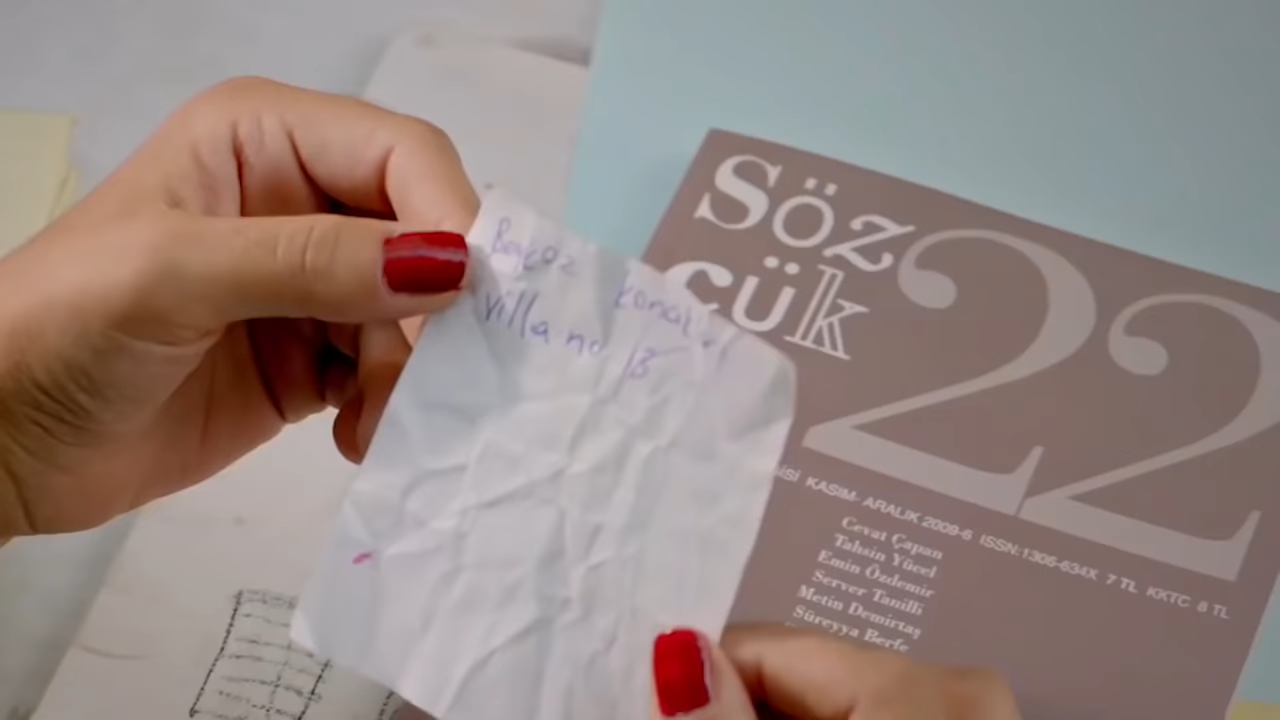 Beykoz konakları
villa no 13
Söz
cük
22
KASIM- ARALIK 2009-6 ISSN:1306-634X 7 TL KKTC 8 TL
Cevat Çapan
Tahsin Yücel
Emin Özdemir
Server Tanilli
Metin Demirtaş
Süreyya Berfe